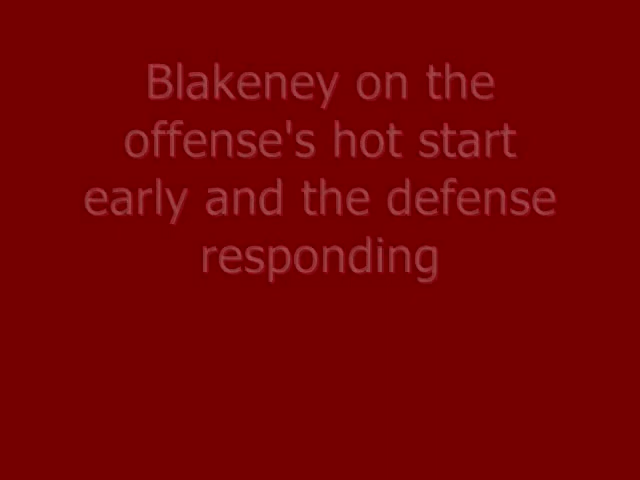 Blakeney on the
offense's hot start
early and the defense
responding